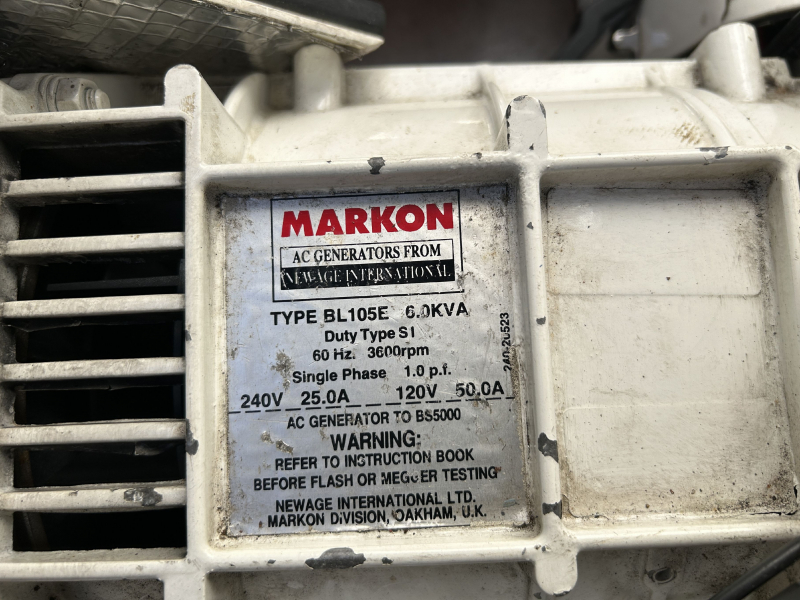 MARKON
AC GENERATORS FROM
NEWAGE INTERNATIONAL
TYPE BL105E 6.0KVA
Duty Type S1
60 Hz. 3600rpm
Single Phase 1.0 p.f.
240V 25.0A 120V 50.0A
AC GENERATOR TO BS5000
WARNING:
REFER TO INSTRUCTION BOOK
BEFORE FLASH OR MEGGER TESTING
NEWAGE INTERNATIONAL LTD.
MARKON DIVISION, OAKHAM, U.K.